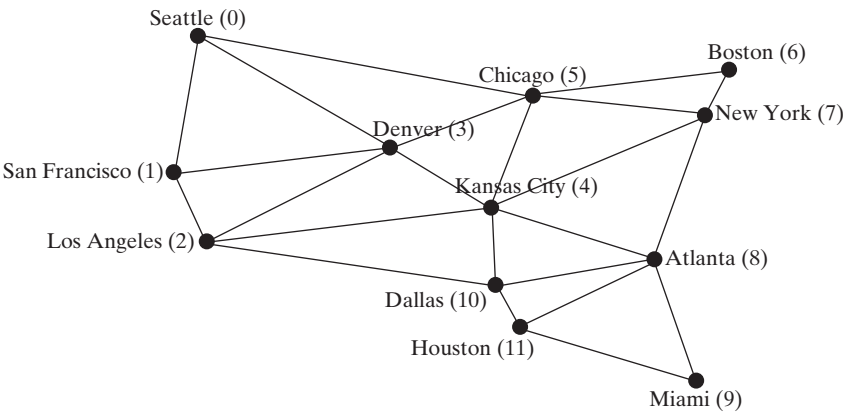 Seattle (0)
Boston (6)
Chicago (5)
New York (7)
Denver (3)
San Francisco (1)
Kansas City (4)
Los Angeles (2)
Atlanta (8)
Dallas (10)
Houston (11)
Miami (9)